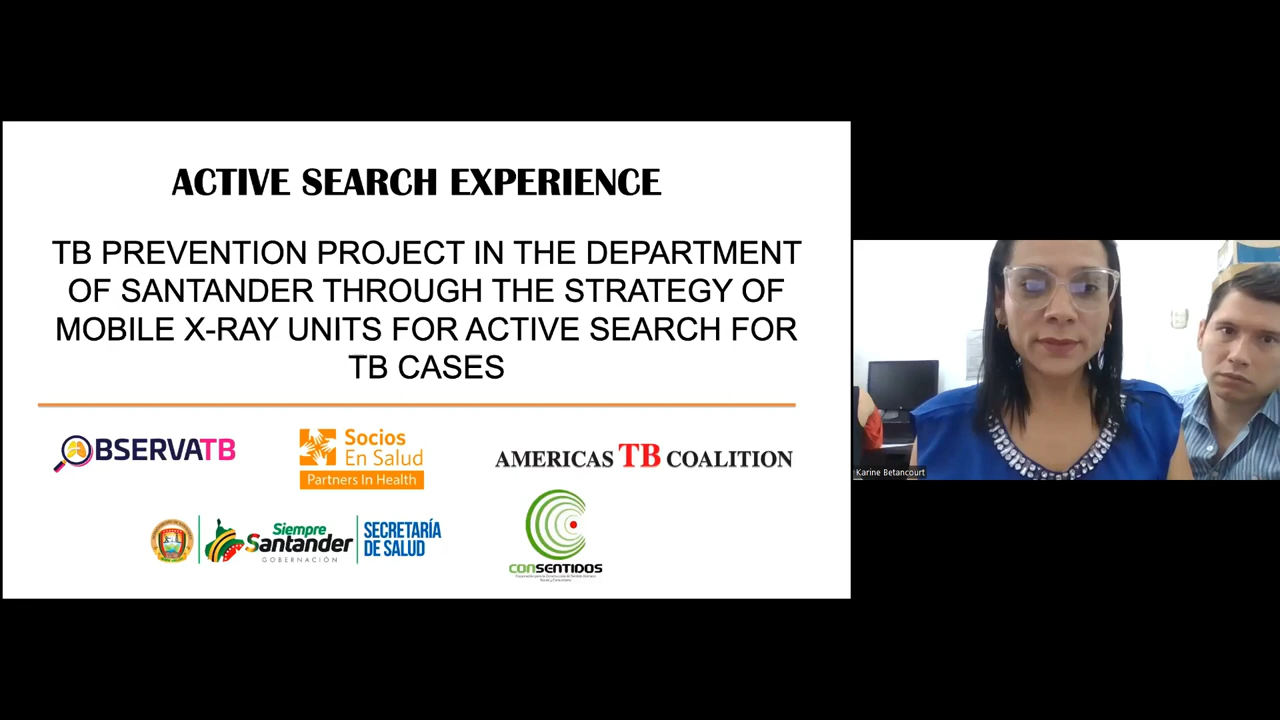 ACTIVE SEARCH EXPERIENCE
TB PREVENTION PROJECT IN THE DEPARTMENT
OF SANTANDER THROUGH THE STRATEGY OF
MOBILE X-RAY UNITS FOR ACTIVE SEARCH FOR
TB CASES
OBSERVATB
Socios
En Salud
Partners In Health
AMERICAS TB COALITION
Siempre
Santander
GOBERNACIÓN
SECRETARÍA
DE SALUD
CONSENTIDOS
Karine Betancourt